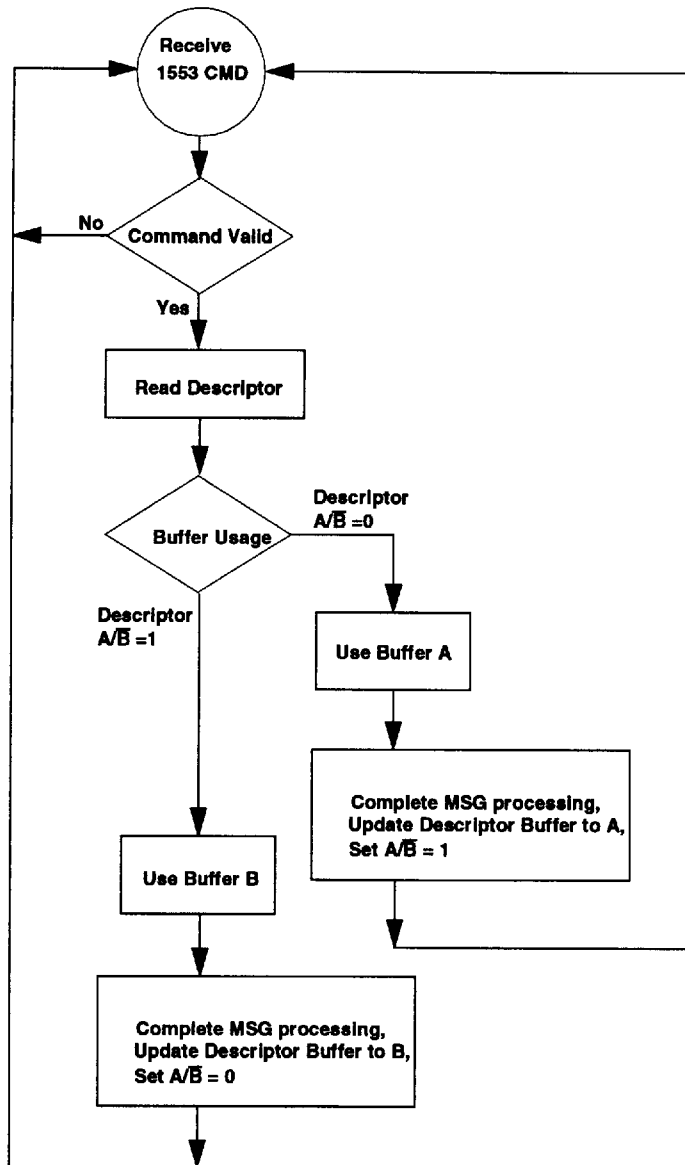 Receive
1553 CMD
No
Command Valid
Yes
Read Descriptor
Descriptor
A/B̅ =0
Buffer Usage
Descriptor
A/B̅ =1
Use Buffer A
Complete MSG processing,
Update Descriptor Buffer to A,
Set A/B̅ = 1
Use Buffer B
Complete MSG processing,
Update Descriptor Buffer to B,
Set A/B̅ = 0